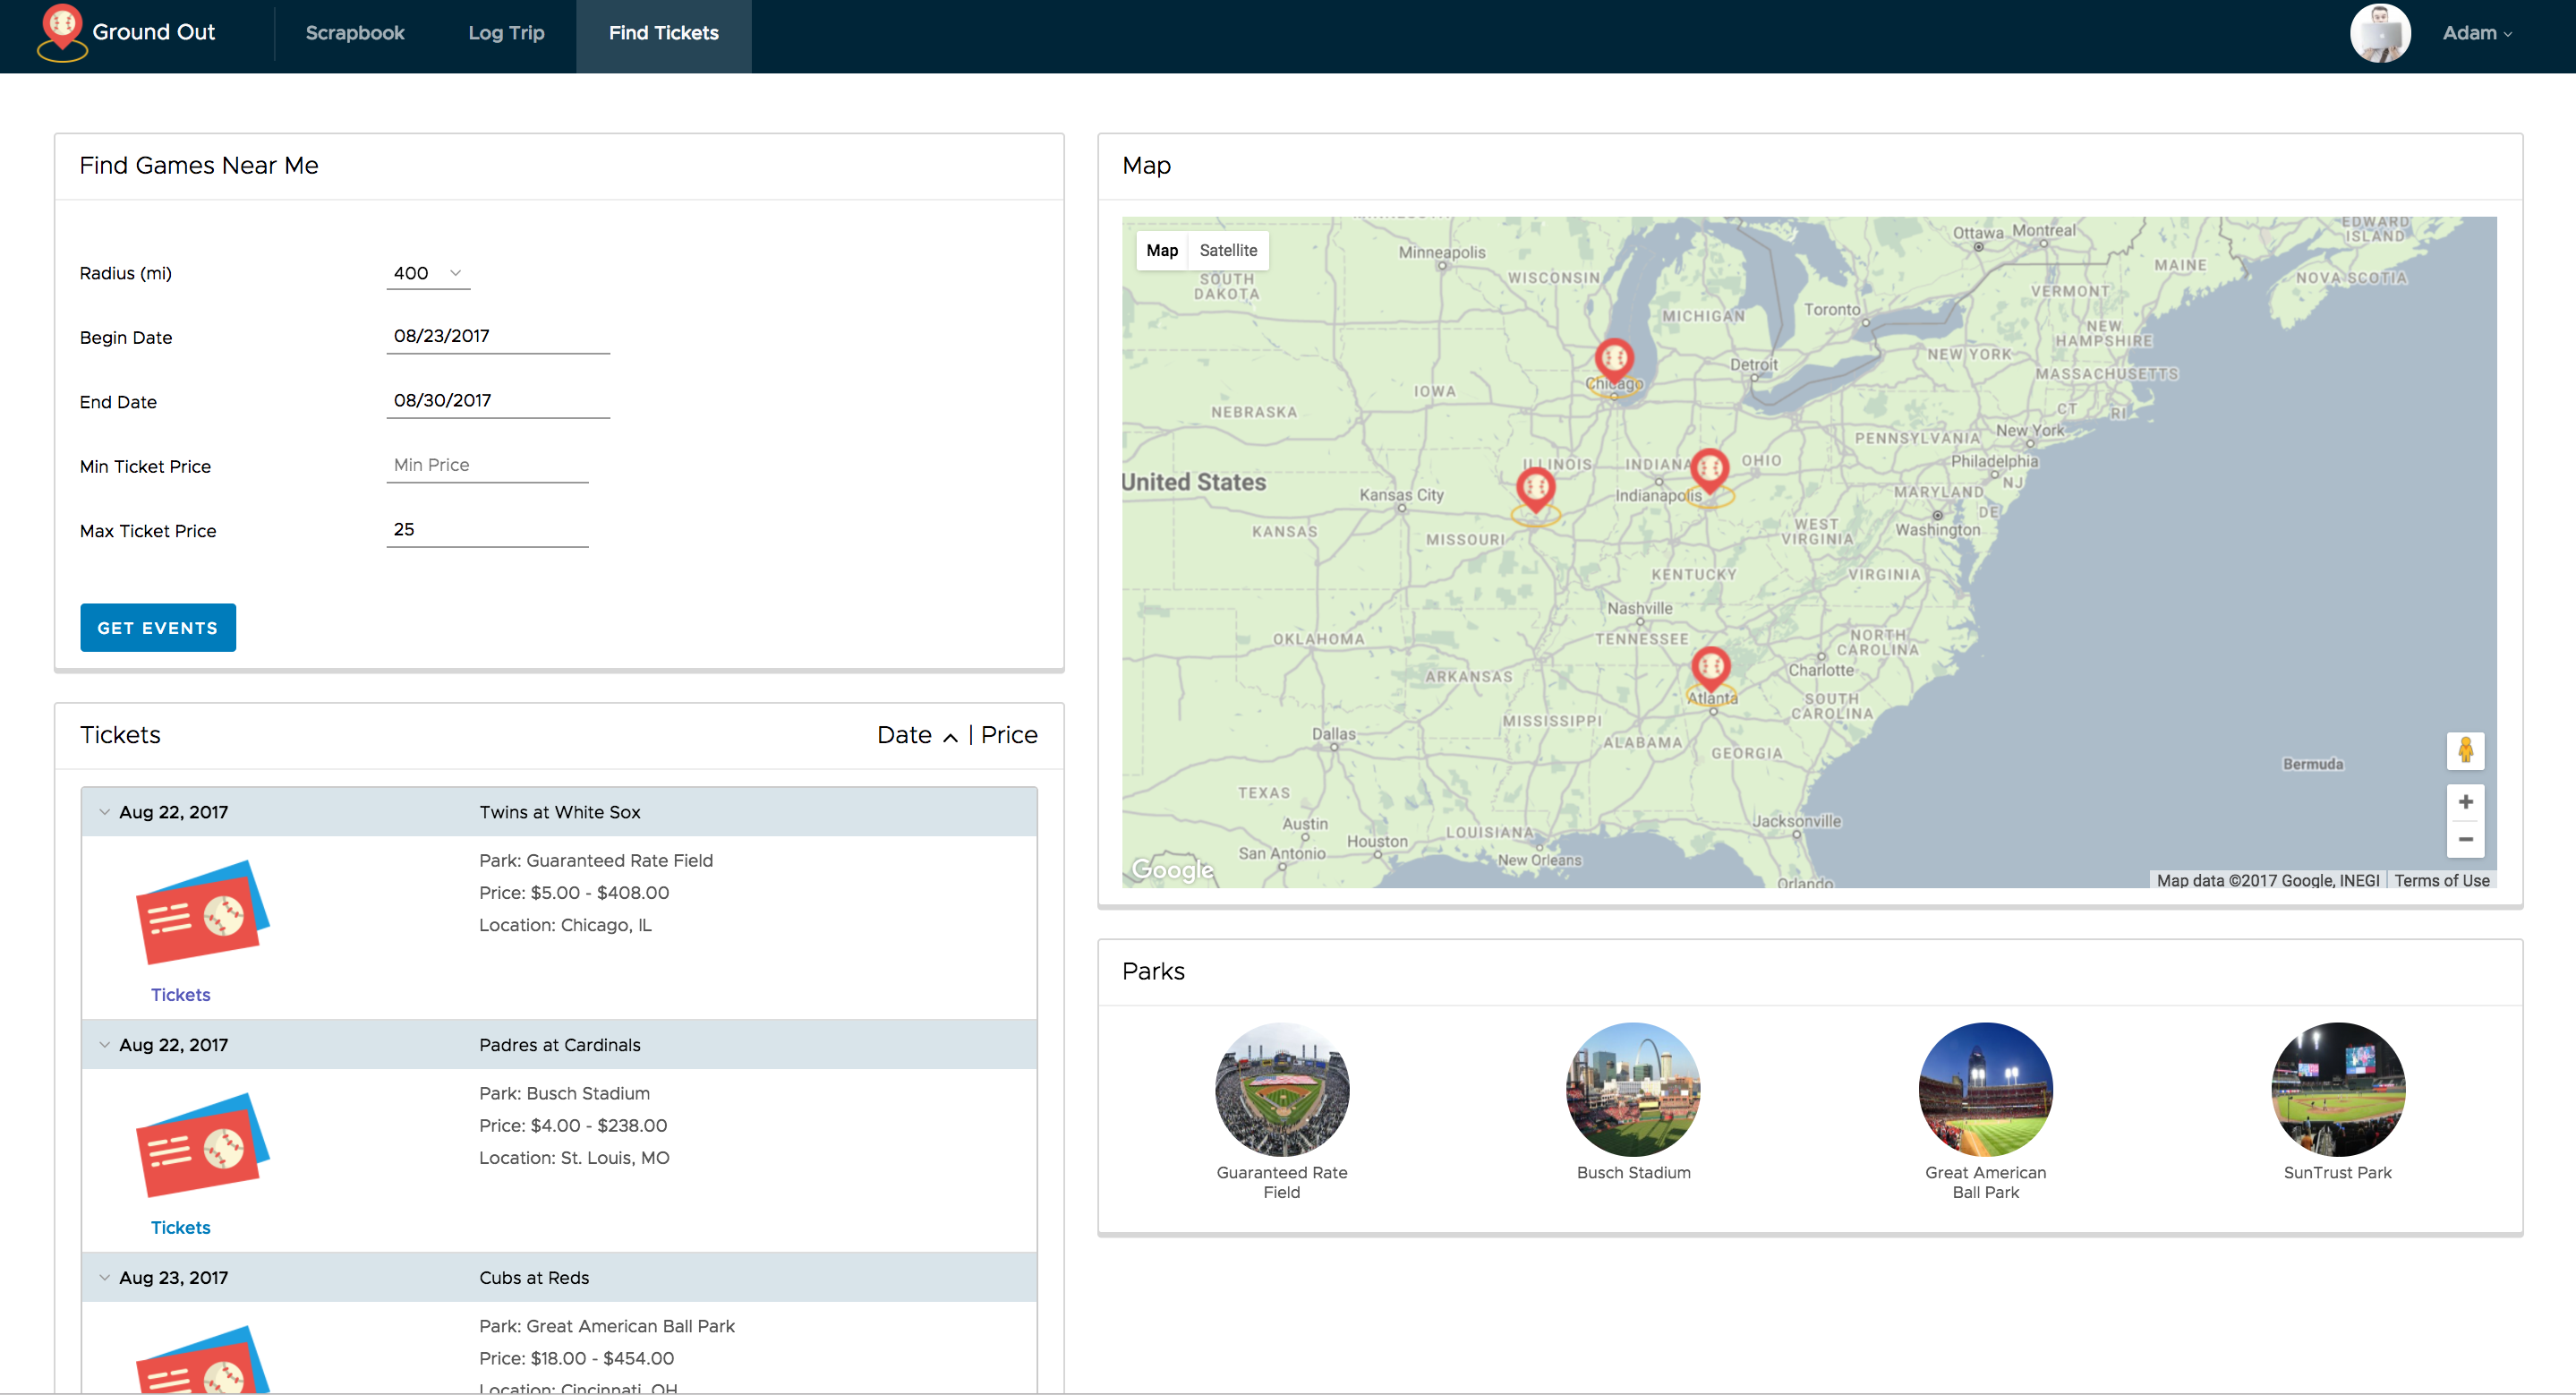 Ground Out
Scrapbook
Log Trip
Find Tickets
Adam
Find Games Near Me
Radius (mi)
400
Begin Date
08/23/2017
End Date
08/30/2017
Min Ticket Price
Min Price
Max Ticket Price
25
GET EVENTS
Tickets
Date | Price
Aug 22, 2017
Twins at White Sox
Park: Guaranteed Rate Field
Price: $5.00 - $408.00
Location: Chicago, IL
Tickets
Aug 22, 2017
Padres at Cardinals
Park: Busch Stadium
Price: $4.00 - $238.00
Location: St. Louis, MO
Tickets
Aug 23, 2017
Cubs at Reds
Park: Great American Ball Park
Price: $18.00 - $454.00
Location: Cincinnati, OH
Map
Map
Satellite
MINNESOTA
Minneapolis
SOUTH
DAKOTA
WISCONSIN
Ottawa
Montreal
EDWARD
ISLAND
MAINE
NOVA SCOTIA
VERMONT
MICHIGAN
Toronto
NEW
HAMPSHIRE
NEW YORK
MASSACHUSETTS
Detroit
Chicago
IOWA
NEBRASKA
CT
RI
PENNSYLVANIA
New York
ILLINOIS
INDIANA
OHIO
Philadelphia
United States
Kansas City
Indianapolis
MARYLAND
NJ
DE
Washington
KANSAS
MISSOURI
WEST
VIRGINIA
KENTUCKY
VIRGINIA
Nashville
OKLAHOMA
TENNESSEE
NORTH
CAROLINA
Charlotte
ARKANSAS
Atlanta
SOUTH
CAROLINA
MISSISSIPPI
Dallas
ALABAMA
GEORGIA
Bermuda
TEXAS
Jacksonville
Austin
Houston
LOUISIANA
San Antonio
New Orleans
Orlando
Google
Map data ©2017 Google, INEGI
Terms of Use
Parks
Guaranteed Rate
Field
Busch Stadium
Great American
Ball Park
SunTrust Park